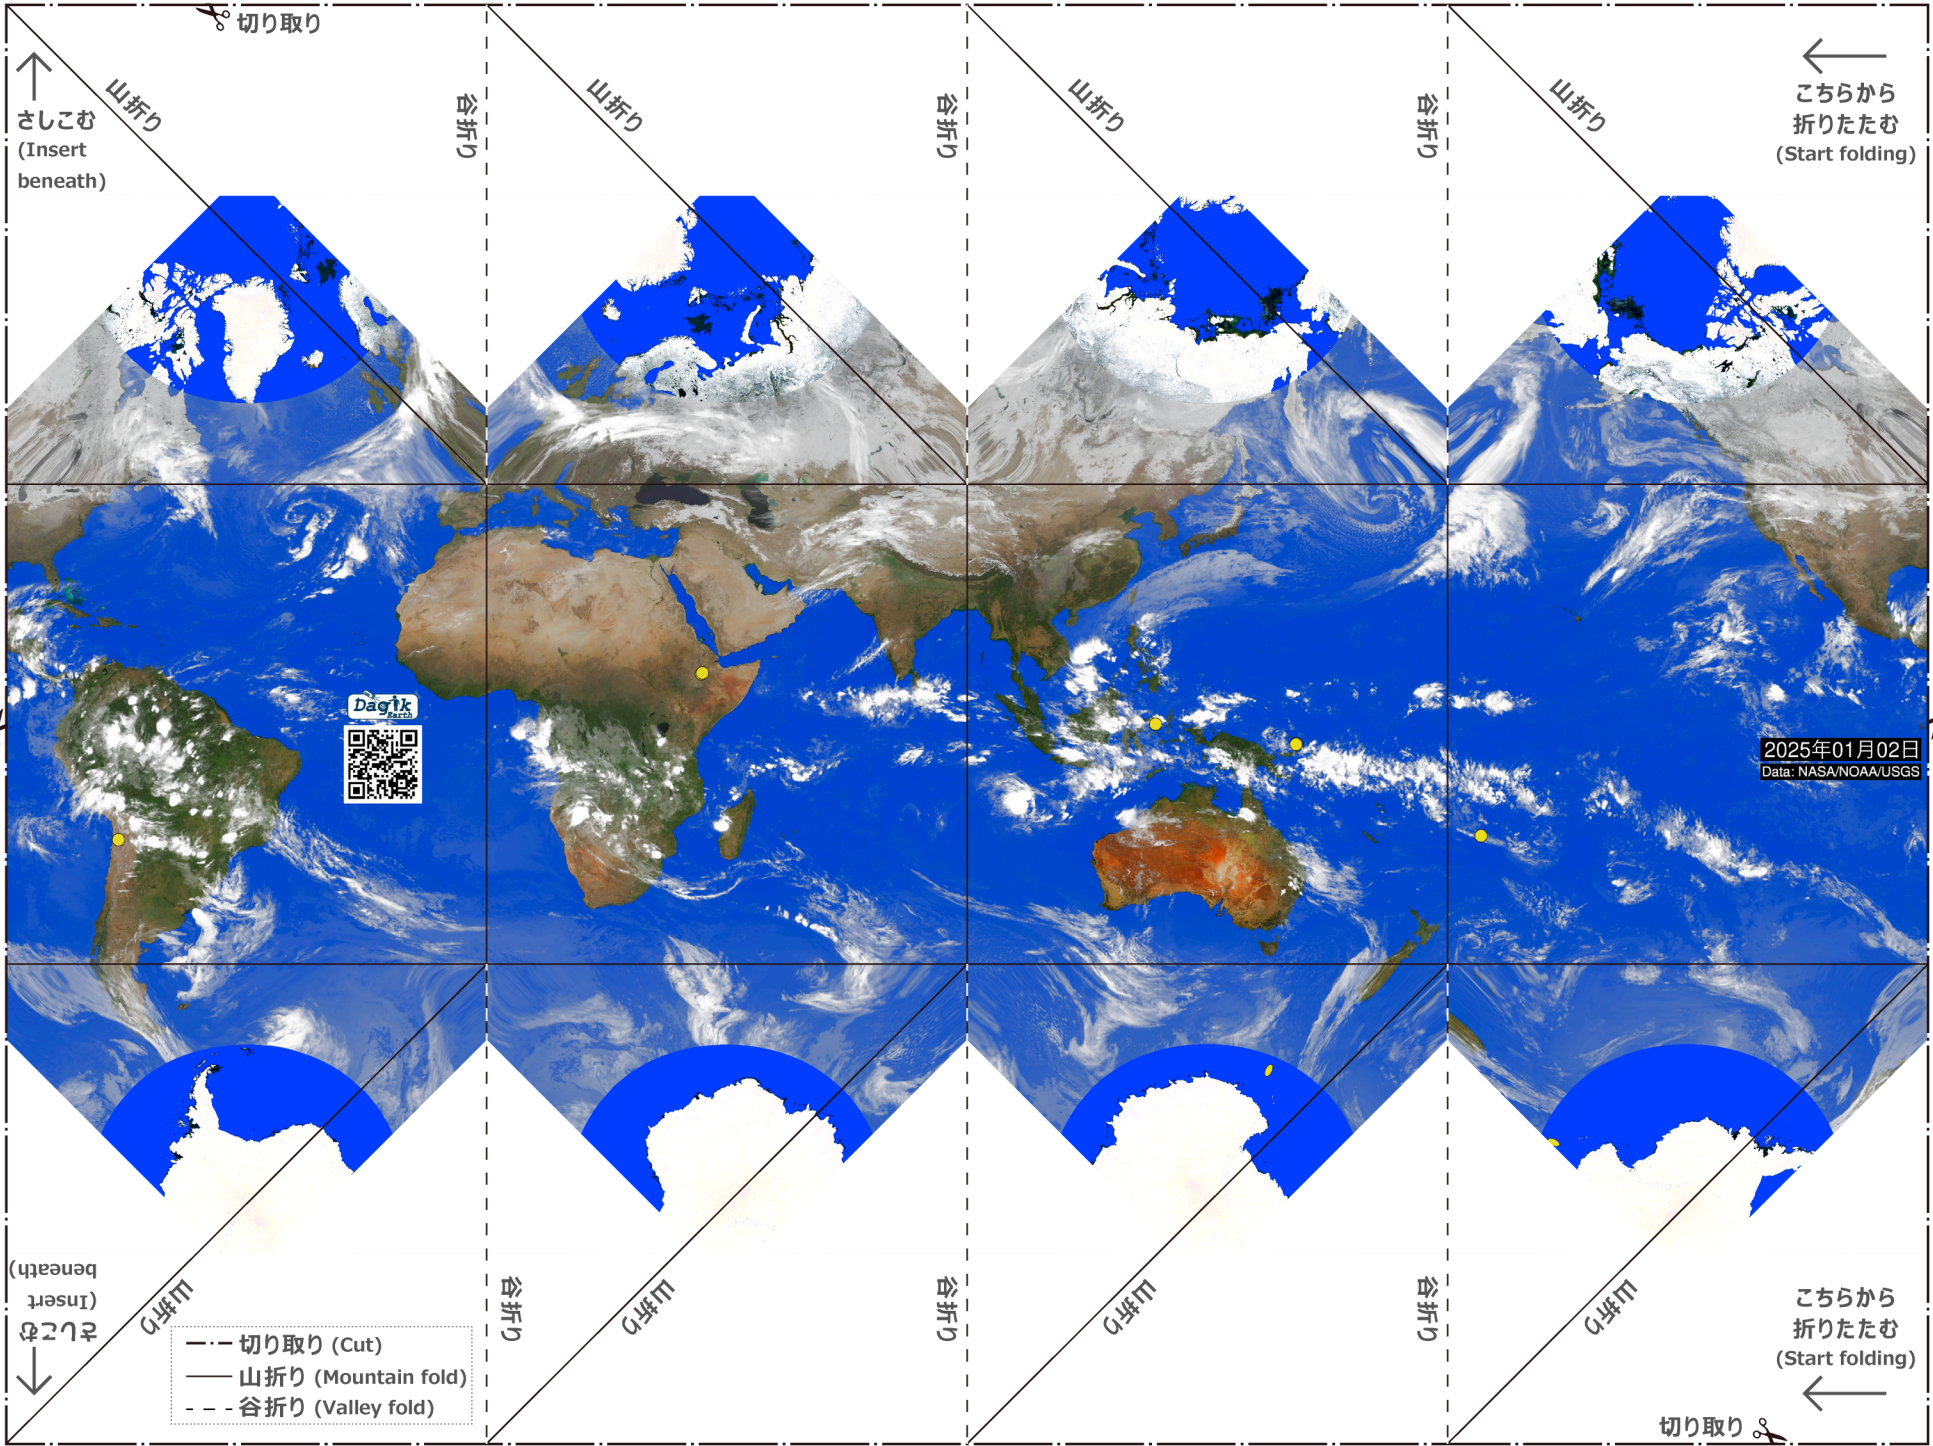 切り取り
さしこむ
(Insert
beneath)
山折り
谷折り
山折り
谷折り
山折り
谷折り
山折り
こちらから
折りたたむ
(Start folding)
Dagik
Earth
2025年01月02日
Data: NASA/NOAA/USGS
さしこむ
(Insert
beneath)
山折り
谷折り
山折り
谷折り
山折り
谷折り
山折り
こちらから
折りたたむ
(Start folding)
切り取り (Cut)
山折り (Mountain fold)
谷折り (Valley fold)
切り取り